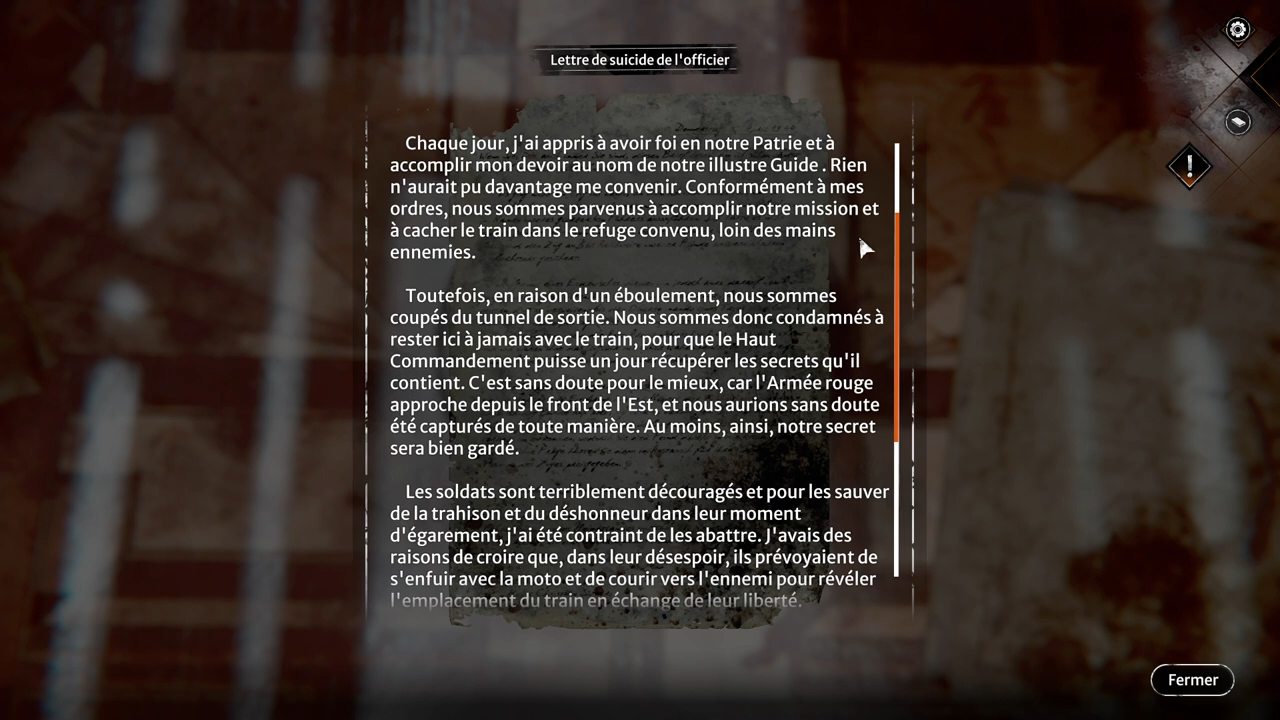 Lettre de suicide de l'officier
Chaque jour, j'ai appris à avoir foi en notre Patrie et à
accomplir mon devoir au nom de notre illustre Guide . Rien
n'aurait pu davantage me convenir. Conformément à mes
ordres, nous sommes parvenus à accomplir notre mission et
à cacher le train dans le refuge convenu, loin des mains
ennemies.
Toutefois, en raison d'un éboulement, nous sommes
coupés du tunnel de sortie. Nous sommes donc condamnés à
rester ici à jamais avec le train, pour que le Haut
Commandement puisse un jour récupérer les secrets qu'il
contient. C'est sans doute pour le mieux, car l'Armée rouge
approche depuis le front de l'Est, et nous aurions sans doute
été capturés de toute manière. Au moins, ainsi, notre secret
sera bien gardé.
Les soldats sont terriblement découragés et pour les sauver
de la trahison et du déshonneur dans leur moment
d'égarement, j'ai été contraint de les abattre. J'avais des
raisons de croire que, dans leur désespoir, ils prévoyaient de
s'enfuir avec la moto et de courir vers l'ennemi pour révéler
l'emplacement du train en échange de leur liberté.
Fermer